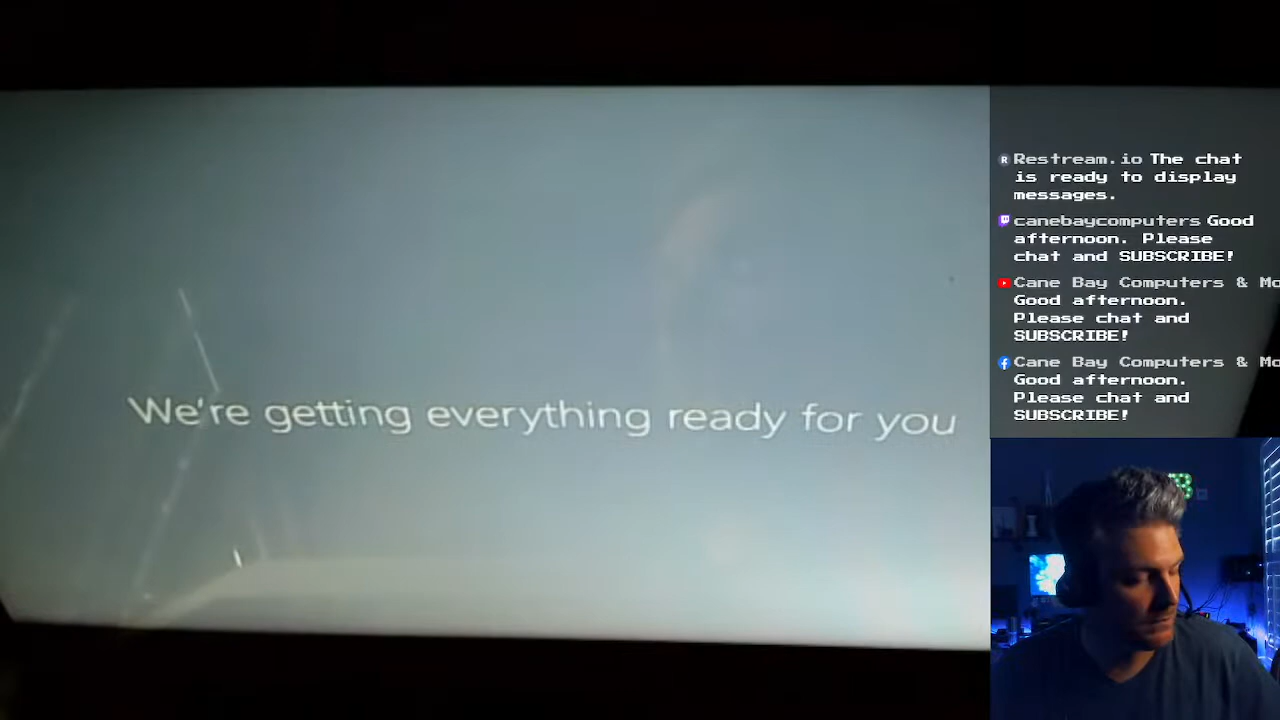 We're getting everything ready for you
Restream.io The chat
is ready to display
messages.
canebaycomputers Good
afternoon. Please
chat and SUBSCRIBE!
Cane Bay Computers & Mo
Good afternoon.
Please chat and
SUBSCRIBE!
Cane Bay Computers & Mo
Good afternoon.
Please chat and
SUBSCRIBE!